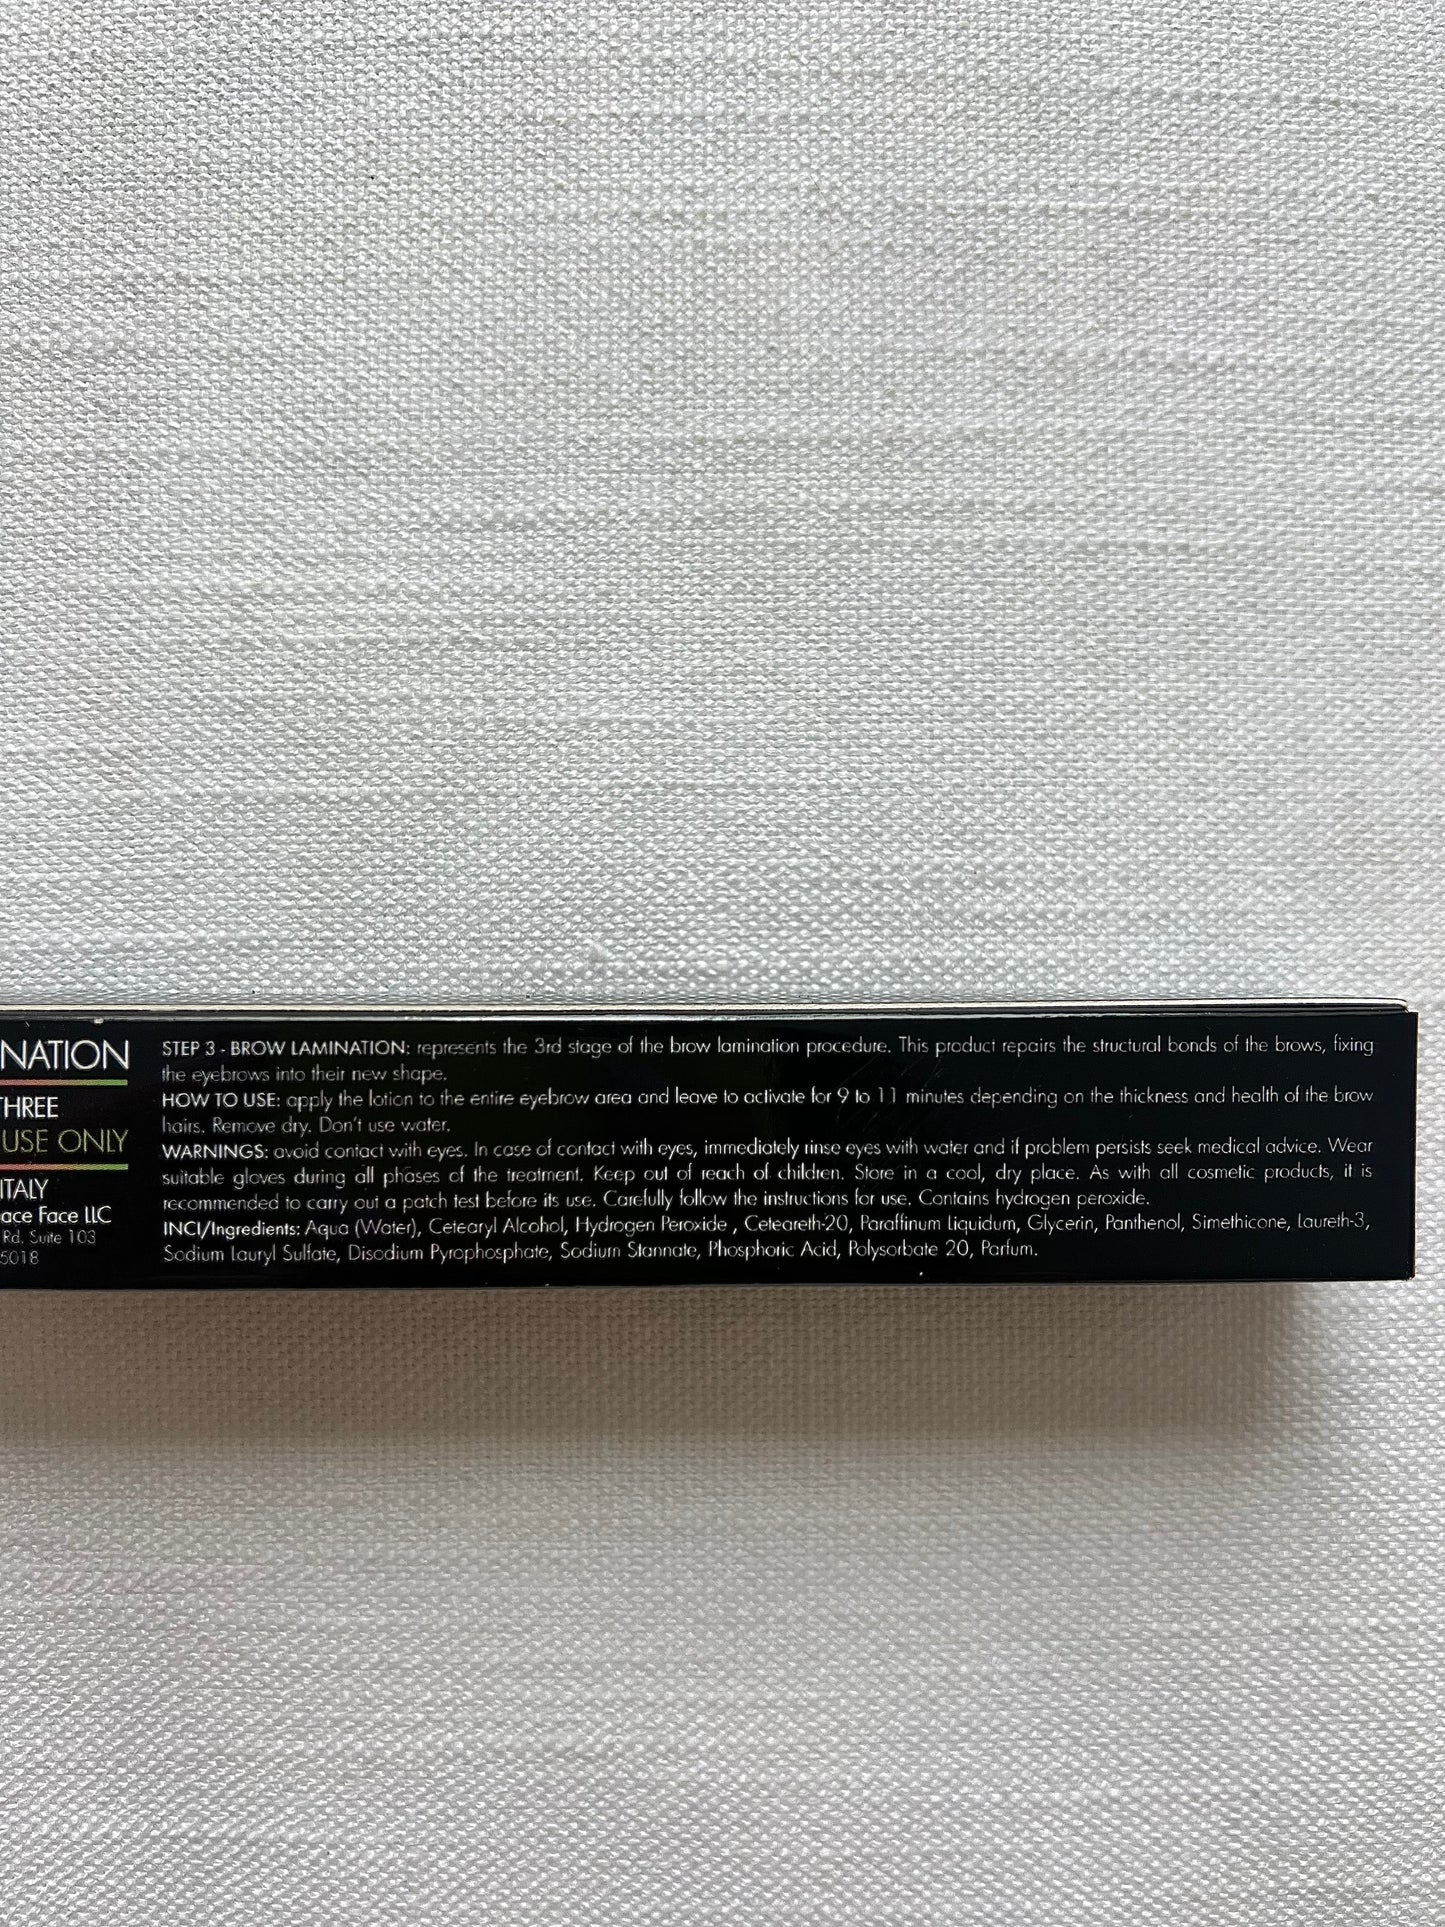 NATION
THREE
USE ONLY
ITALY
ace Face LLC
Rd. Suite 103
5018
STEP 3 - BROW LAMINATION: represents the 3rd stage of the brow lamination procedure. This product repairs the structural bonds of the brows, fixing
the eyebrows into their new shape.
HOW TO USE: apply the lotion to the entire eyebrow area and leave to activate for 9 to 11 minutes depending on the thickness and health of the brow
hairs. Remove dry. Don't use water.
WARNINGS: avoid contact with eyes. In case of contact with eyes, immediately rinse eyes with water and if problem persists seek medical advice. Wear
suitable gloves during all phases of the treatment. Keep out of reach of children. Store in a cool, dry place. As with all cosmetic products, it is
recommended to carry out a patch test before its use. Carefully follow the instructions for use. Contains hydrogen peroxide.
INCI/Ingredients: Aqua (Water), Cetearyl Alcohol, Hydrogen Peroxide , Ceteareth-20, Paraffinum Liquidum, Glycerin, Panthenol, Simethicone, Laureth-3,
Sodium Lauryl Sulfate, Disodium Pyrophosphate, Sodium Stannate, Phosphoric Acid, Polysorbate 20, Parfum.